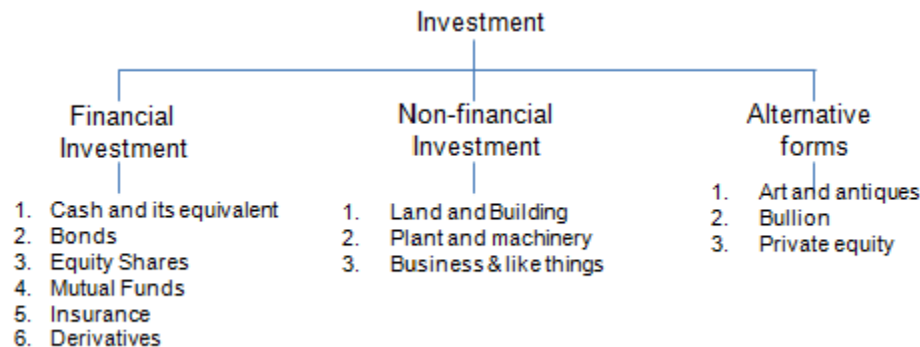 Investment
Financial
Investment
1. Cash and its equivalent
2. Bonds
3. Equity Shares
4. Mutual Funds
5. Insurance
6. Derivatives
Non-financial
Investment
1. Land and Building
2. Plant and machinery
3. Business & like things
Alternative
forms
1. Art and antiques
2. Bullion
3. Private equity